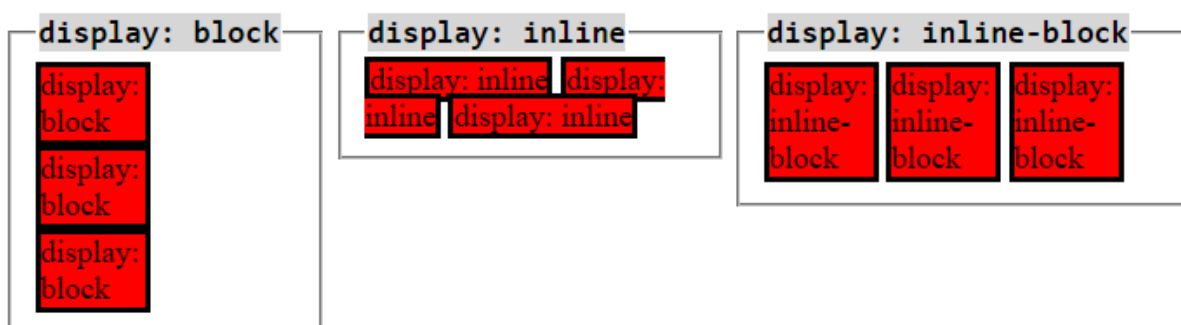 display: block
display:
block
display:
block
display:
block
display: inline
display: inline display:
inline display: inline
display: inline-block
display:
inline-
block
display:
inline-
block
display:
inline-
block